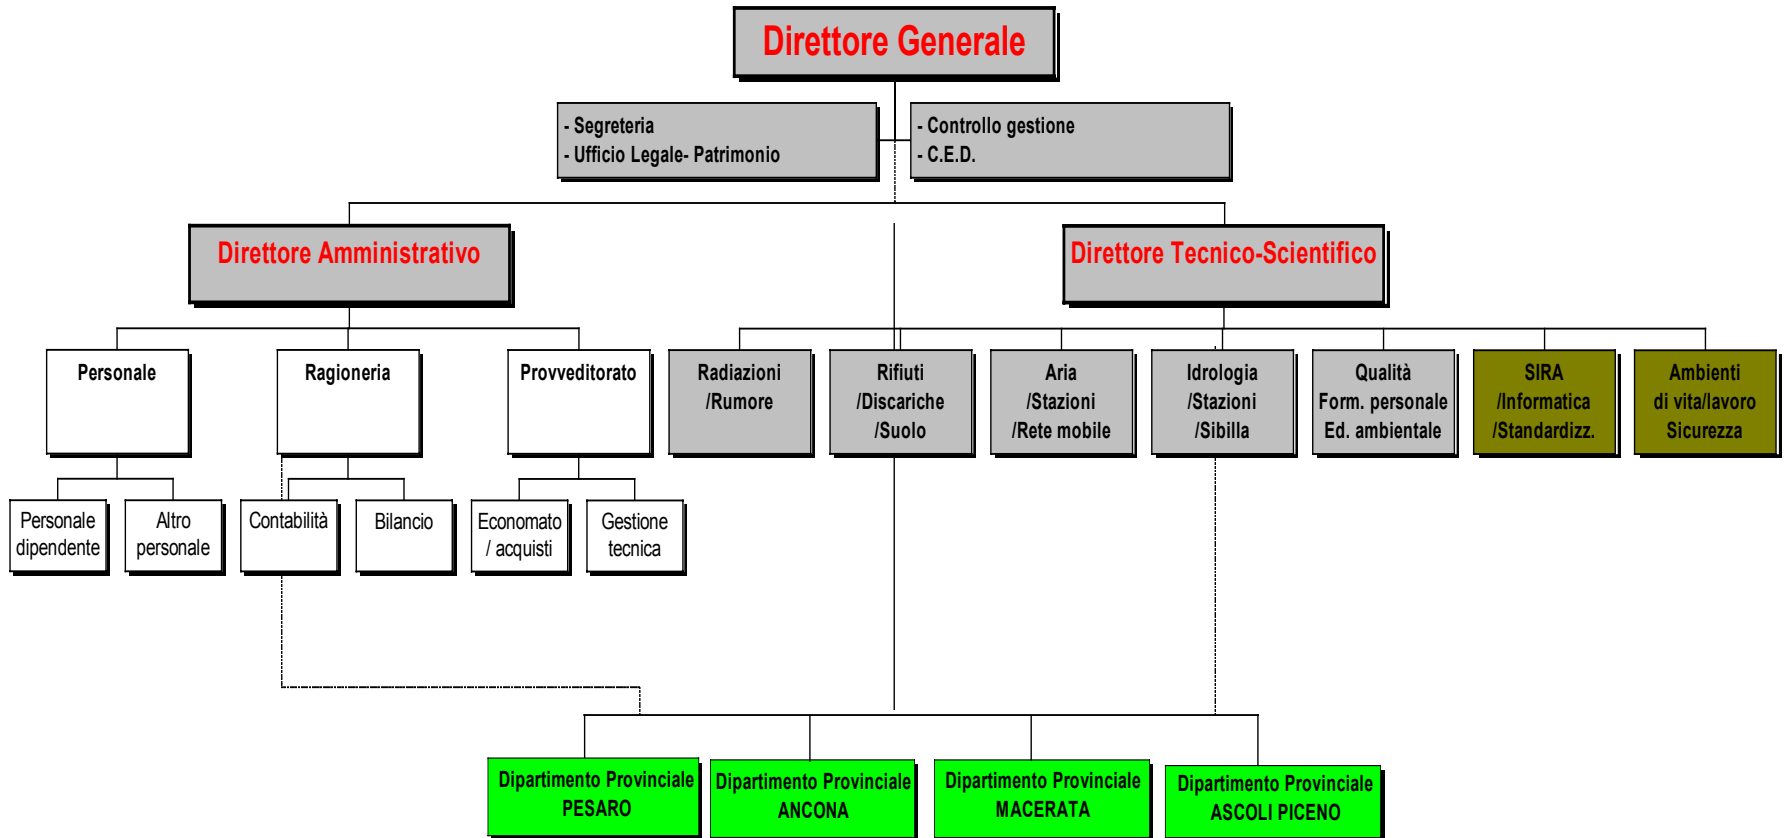 Direttore Generale
- Segreteria
- Ufficio Legale- Patrimonio
- Controllo gestione
- C.E.D.
Direttore Amministrativo
Direttore Tecnico-Scientifico
Personale
Ragioneria
Provveditorato
Radiazioni
/Rumore
Rifiuti
/Discariche
/Suolo
Aria
/Stazioni
/Rete mobile
Idrologia
/Stazioni
/Sibilla
Qualità
Form. personale
Ed. ambientale
SIRA
/Informatica
/Standardizz.
Ambienti
di vita/lavoro
Sicurezza
Personale
dipendente
Altro
personale
Contabilità
Bilancio
Economato
/ acquisti
Gestione
tecnica
Dipartimento Provinciale
PESARO
Dipartimento Provinciale
ANCONA
Dipartimento Provinciale
MACERATA
Dipartimento Provinciale
ASCOLI PICENO